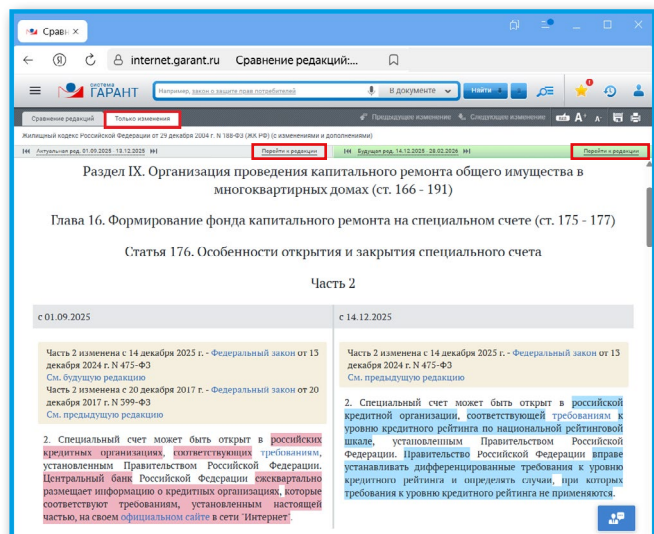 Сравн ×
internet.garant.ru Сравнение редакций:...
система
ГАРАНТ
Например, закон о защите прав потребителей
В документе
Найти
Сравнение редакций
Только изменения
Предыдущее изменение
Следующее изменение
A+
A-
Жилищный кодекс Российской Федерации от 29 декабря 2004 г. N 188-ФЗ (ЖК РФ) (с изменениями и дополнениями)
Актуальная ред. 01.09.2025 - 13.12.2025
Перейти к редакции
Будущая ред. 14.12.2025 - 28.02.2026
Перейти к редакции
Раздел IX. Организация проведения капитального ремонта общего имущества в
многоквартирных домах (ст. 166 - 191)
Глава 16. Формирование фонда капитального ремонта на специальном счете (ст. 175 - 177)
Статья 176. Особенности открытия и закрытия специального счета
Часть 2
с 01.09.2025
Часть 2 изменена с 14 декабря 2025 г. - Федеральный закон от 13
декабря 2024 г. N 475-ФЗ
См. будущую редакцию
Часть 2 изменена с 20 декабря 2017 г. - Федеральный закон от 20
декабря 2017 г. N 399-ФЗ
См. предыдущую редакцию
2. Специальный счет может быть открыт в российских
кредитных организациях, соответствующих требованиям,
установленным Правительством Российской Федерации.
Центральный банк Российской Федерации ежеквартально
размещает информацию о кредитных организациях, которые
соответствуют требованиям, установленным настоящей
частью, на своем официальном сайте в сети "Интернет".
с 14.12.2025
Часть 2 изменена с 14 декабря 2025 г. - Федеральный закон от 13
декабря 2024 г. N 475-ФЗ
См. предыдущую редакцию
2. Специальный счет может быть открыт в российской
кредитной организации, соответствующей требованиям к
уровню кредитного рейтинга по национальной рейтинговой
шкале, установленным Правительством Российской
Федерации. Правительство Российской Федерации вправе
устанавливать дифференцированные требования к уровню
кредитного рейтинга и определять случаи, при которых
требования к уровню кредитного рейтинга не применяются.